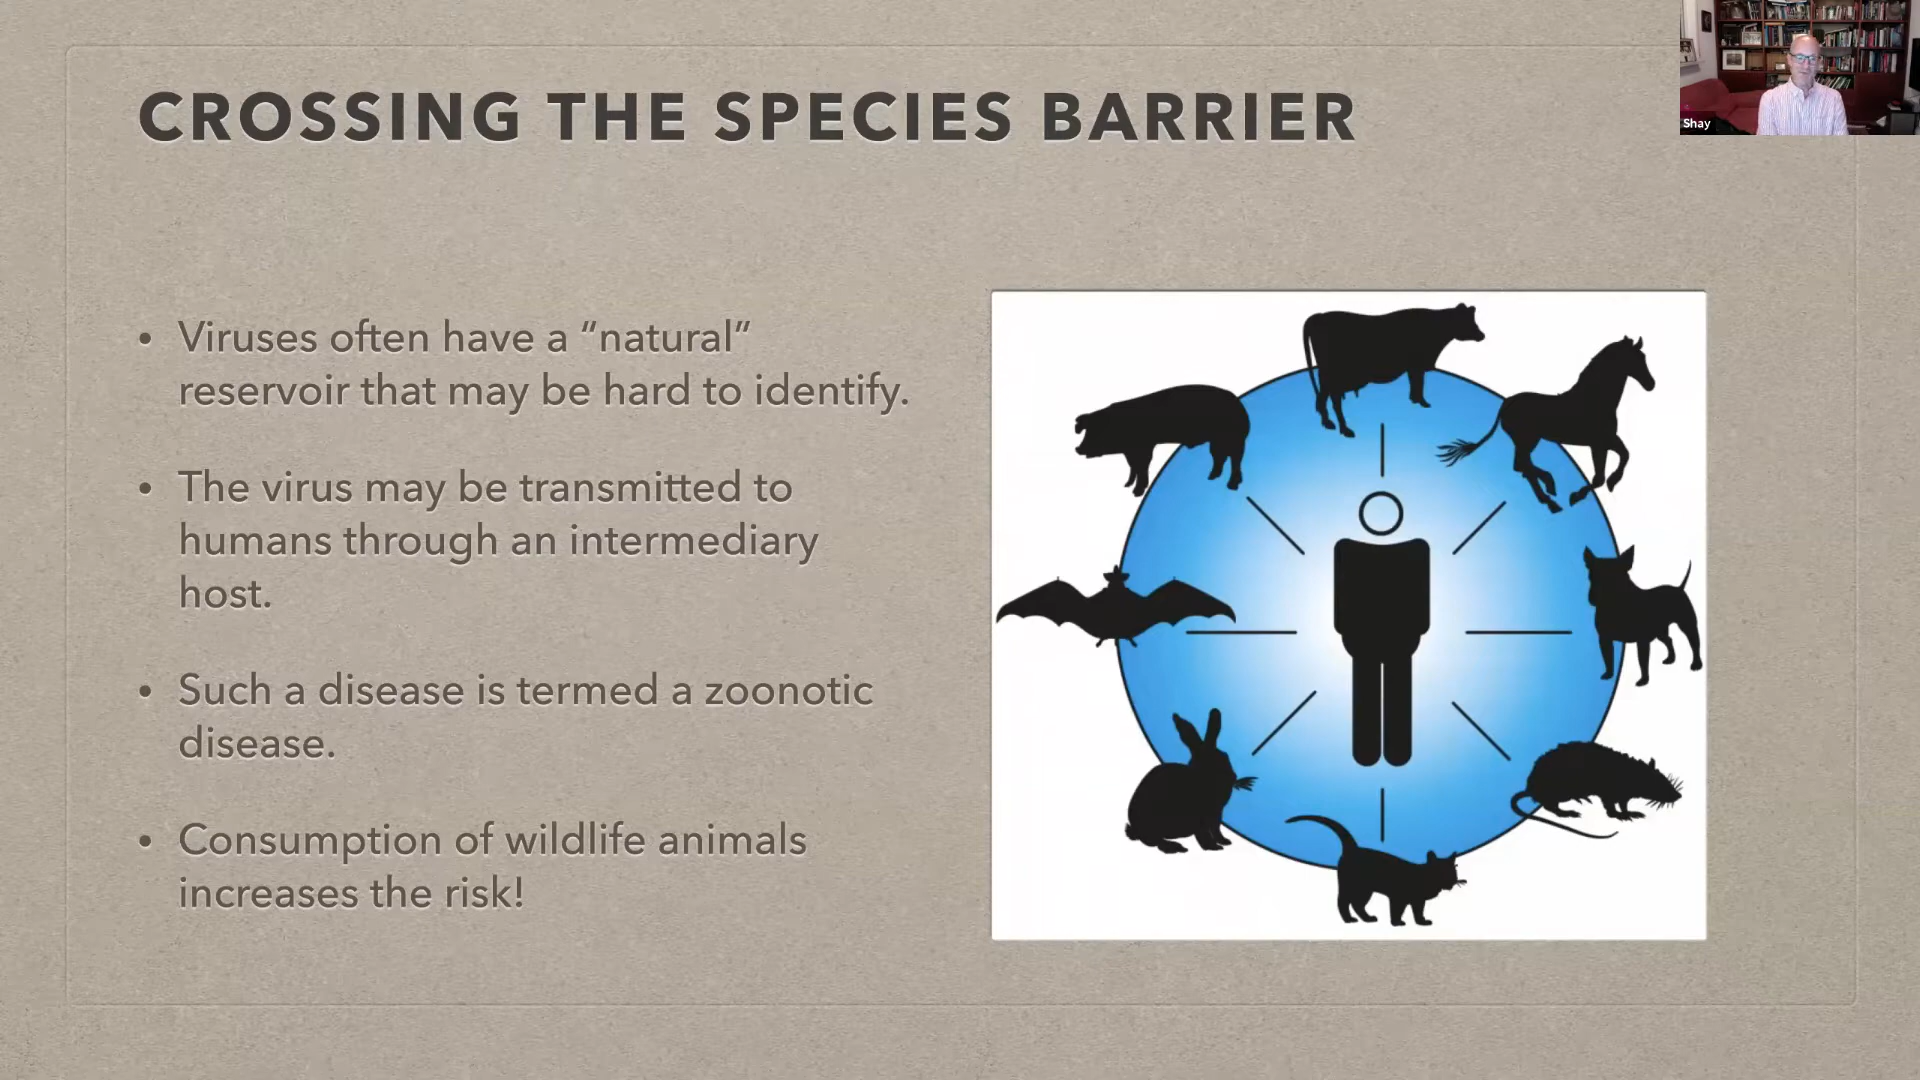 CROSSING THE SPECIES BARRIER
Shay
• Viruses often have a “natural”
reservoir that may be hard to identify.
• The virus may be transmitted to
humans through an intermediary
host.
• Such a disease is termed a zoonotic
disease.
• Consumption of wildlife animals
increases the risk!